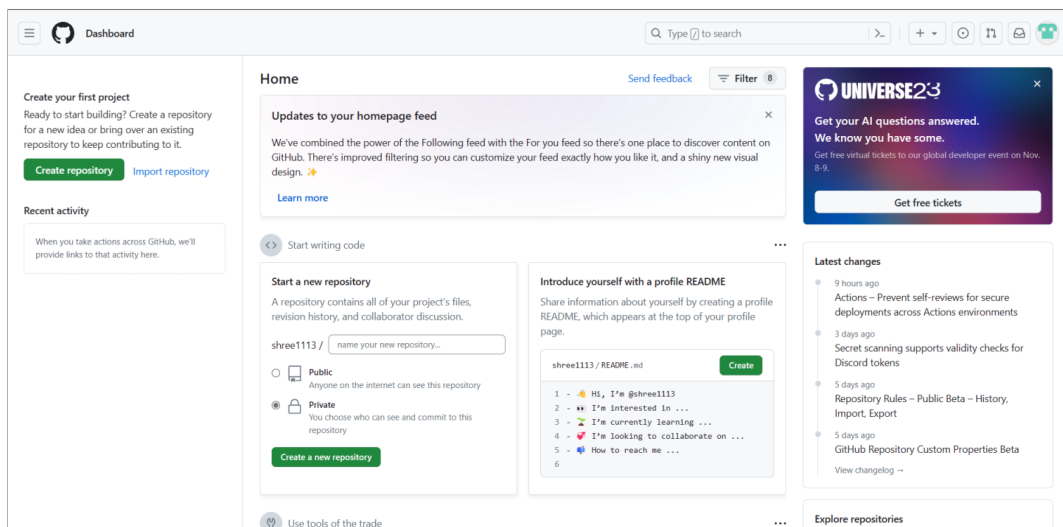 Dashboard
Type / to search
Create your first project
Ready to start building? Create a repository
for a new idea or bring over an existing
repository to keep contributing to it.
Create repository
Import repository
Recent activity
When you take actions across GitHub, we'll
provide links to that activity here.
Home
Send feedback
Filter 8
Updates to your homepage feed
We've combined the power of the Following feed with the For you feed so there's one place to discover content on
GitHub. There's improved filtering so you can customize your feed exactly how you like it, and a shiny new visual
design. ✨
Learn more
Start writing code
Start a new repository
A repository contains all of your project's files,
revision history, and collaborator discussion.
shree1113 / name your new repository...
Public
Anyone on the internet can see this repository
Private
You choose who can see and commit to this
repository
Create a new repository
Introduce yourself with a profile README
Share information about yourself by creating a profile
README, which appears at the top of your profile
page.
shree1113 / README.md
Create
1 - 👋 Hi, I'm @shree1113
2 - 👀 I'm interested in ...
3 - 🌱 I'm currently learning ...
4 - 💞️ I'm looking to collaborate on ...
5 - 📫 How to reach me ...
6
Use tools of the trade
UNIVERSE23
Get your AI questions answered.
We know you have some.
Get free virtual tickets to our global developer event on Nov.
8-9.
Get free tickets
Latest changes
9 hours ago
Actions – Prevent self-reviews for secure
deployments across Actions environments
3 days ago
Secret scanning supports validity checks for
Discord tokens
5 days ago
Repository Rules – Public Beta – History,
Import, Export
5 days ago
GitHub Repository Custom Properties Beta
View changelog →
Explore repositories